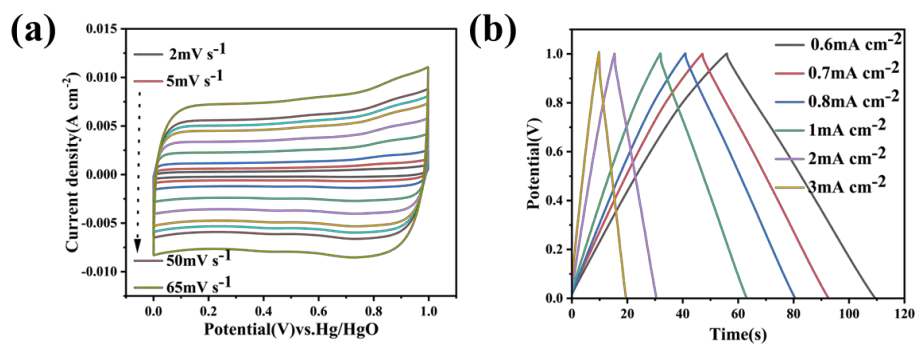 (a)
0.015
0.010
0.005
0.000
-0.005
-0.010
Current density(A cm-2)
2mV s-1
5mV s-1
50mV s-1
65mV s-1
0.0 0.2 0.4 0.6 0.8 1.0
Potential(V)vs.Hg/HgO
(b)
1.0
0.8
0.6
0.4
0.2
0.0
Potential(V)
0.6mA cm-2
0.7mA cm-2
0.8mA cm-2
1mA cm-2
2mA cm-2
3mA cm-2
0 20 40 60 80 100 120
Time(s)